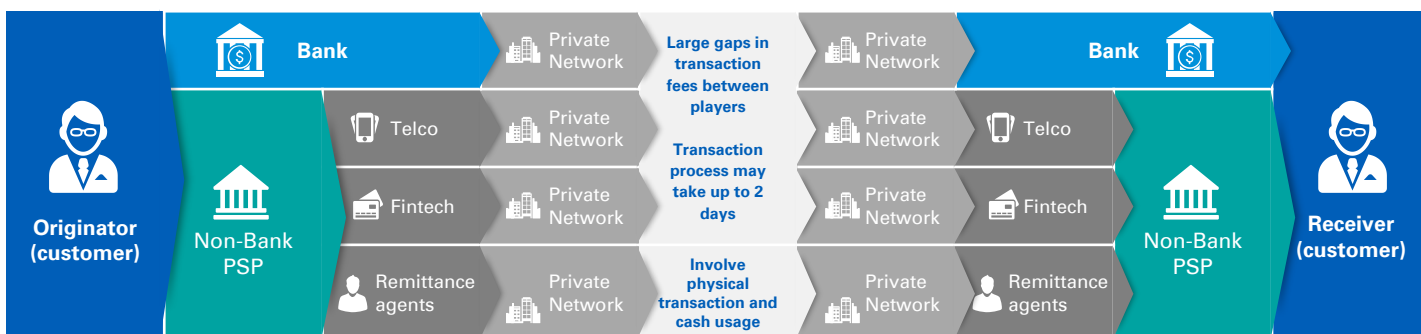 Originator
(customer)
Bank
Non-Bank
PSP
Telco
Fintech
Remittance
agents
Private
Network
Private
Network
Private
Network
Private
Network
Large gaps in
transaction
fees between
players
Transaction
process may
take up to 2
days
Involve
physical
transaction and
cash usage
Private
Network
Private
Network
Private
Network
Private
Network
Bank
Telco
Fintech
Remittance
agents
Non-Bank
PSP
Receiver
(customer)